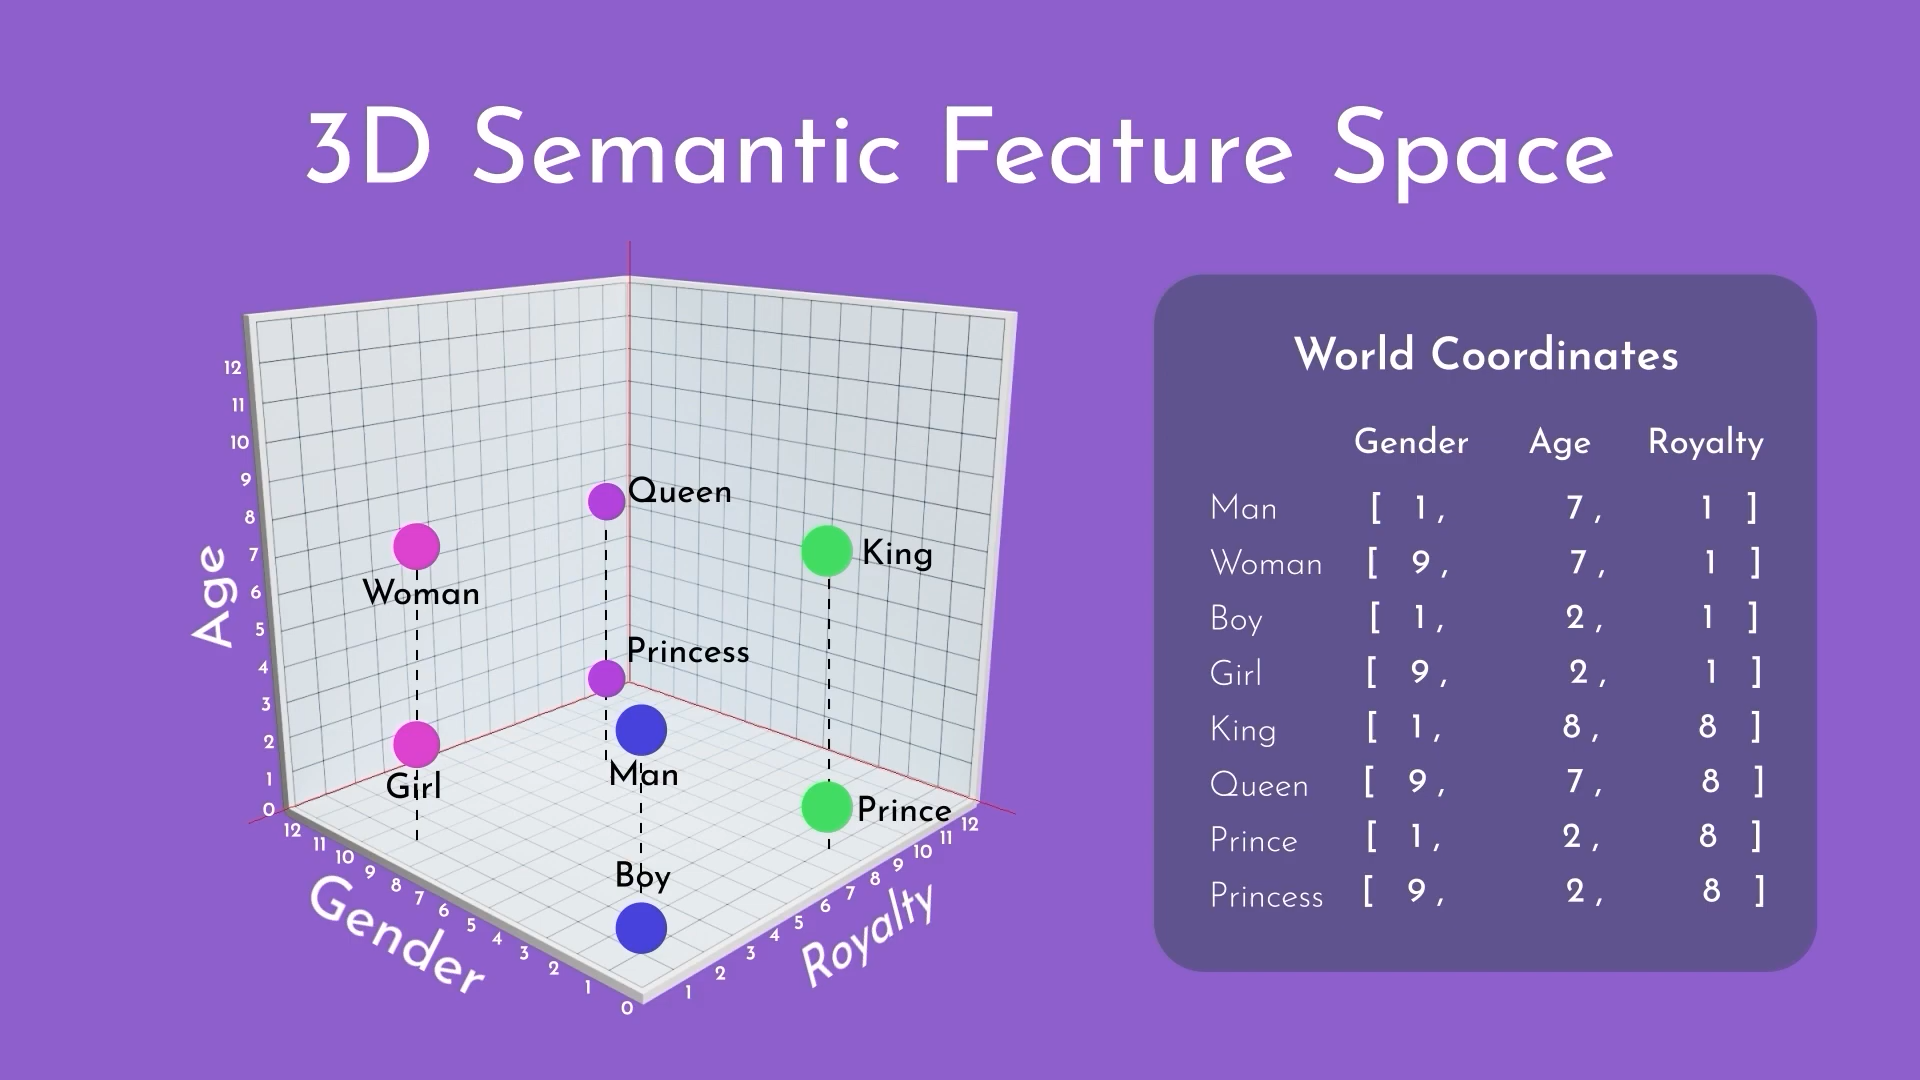 3D Semantic Feature Space
12
11
10
9
8
7
6
5
4
3
2
1
0
Age
Queen
Woman
King
Princess
Girl
Man
Prince
Boy
12
11
10
9
8
7
6
5
4
3
2
1
0
Gender
12
11
10
9
8
7
6
5
4
3
2
1
Royalty
World Coordinates
Gender Age Royalty
Man [ 1 , 7 , 1 ]
Woman [ 9 , 7 , 1 ]
Boy [ 1 , 2 , 1 ]
Girl [ 9 , 2 , 1 ]
King [ 1 , 8 , 8 ]
Queen [ 9 , 7 , 8 ]
Prince [ 1 , 2 , 8 ]
Princess [ 9 , 2 , 8 ]